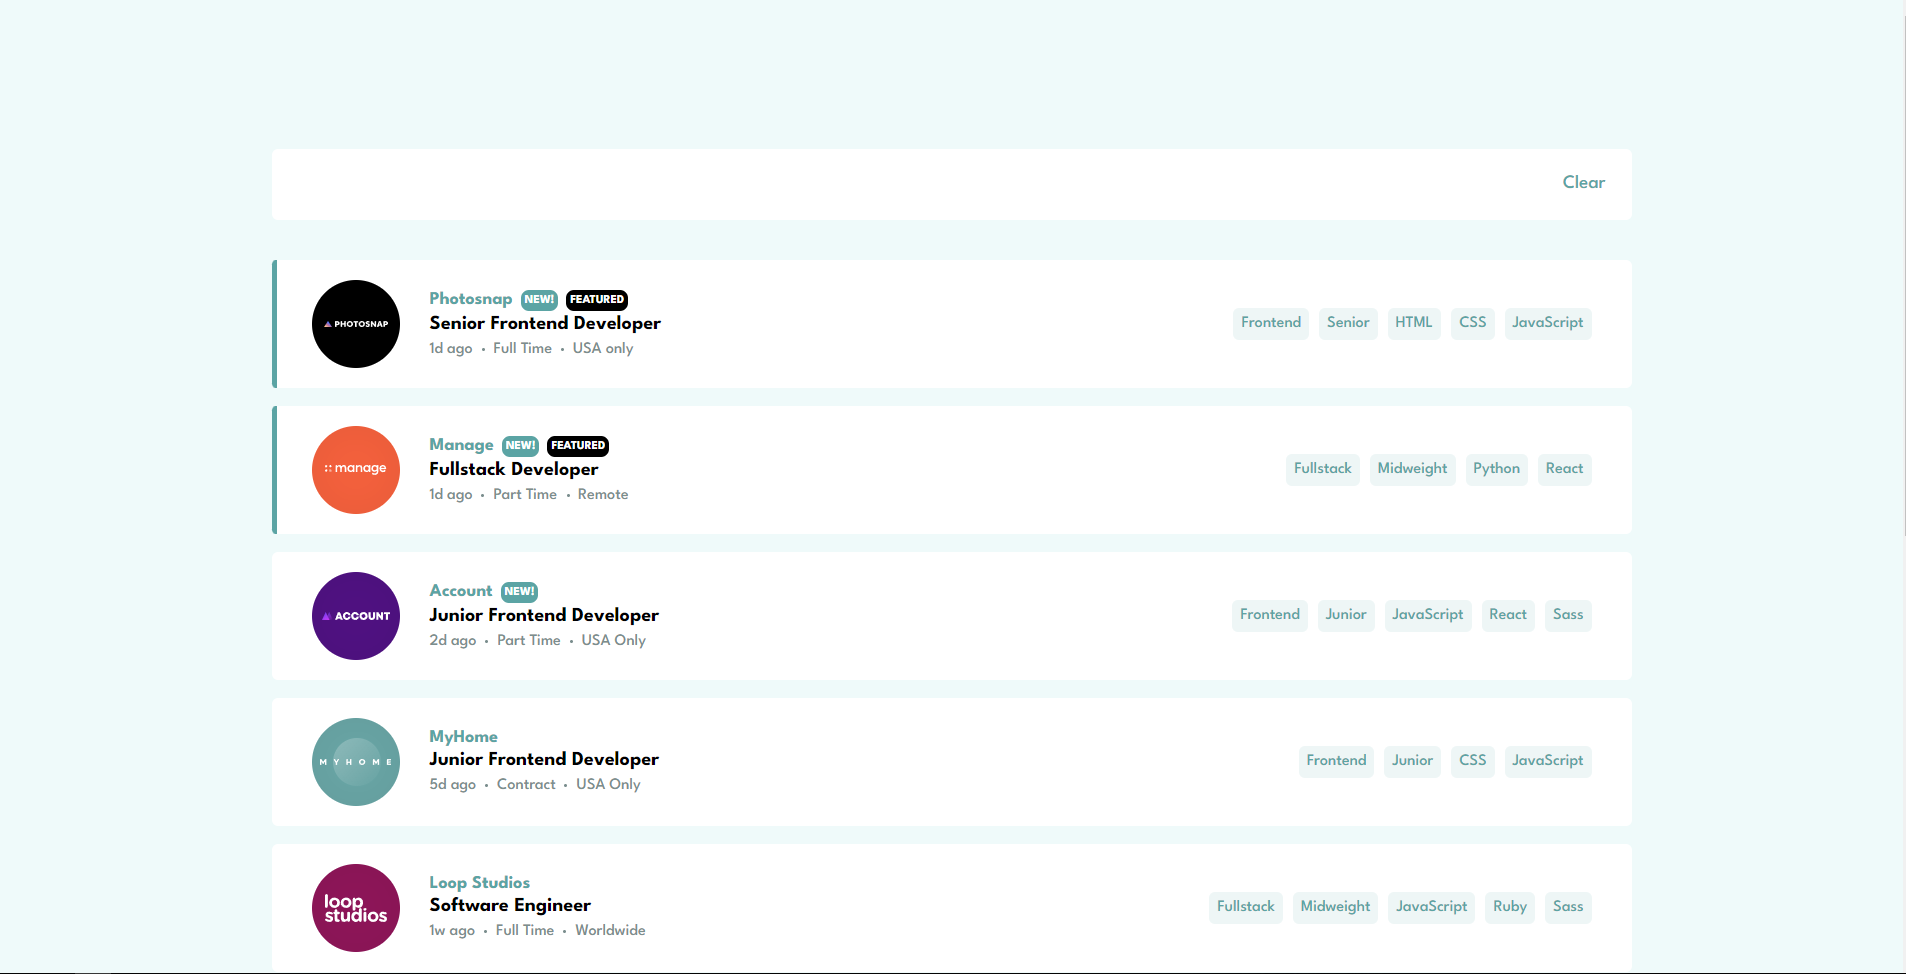 Clear
PHOTOSNAP
Photosnap NEW! FEATURED
Senior Frontend Developer
1d ago • Full Time • USA only
Frontend Senior HTML CSS JavaScript
manage
Manage NEW! FEATURED
Fullstack Developer
1d ago • Part Time • Remote
Fullstack Midweight Python React
ACCOUNT
Account NEW!
Junior Frontend Developer
2d ago • Part Time • USA Only
Frontend Junior JavaScript React Sass
MYHOME
MyHome
Junior Frontend Developer
5d ago • Contract • USA Only
Frontend Junior CSS JavaScript
loop
studios
Loop Studios
Software Engineer
1w ago • Full Time • Worldwide
Fullstack Midweight JavaScript Ruby Sass